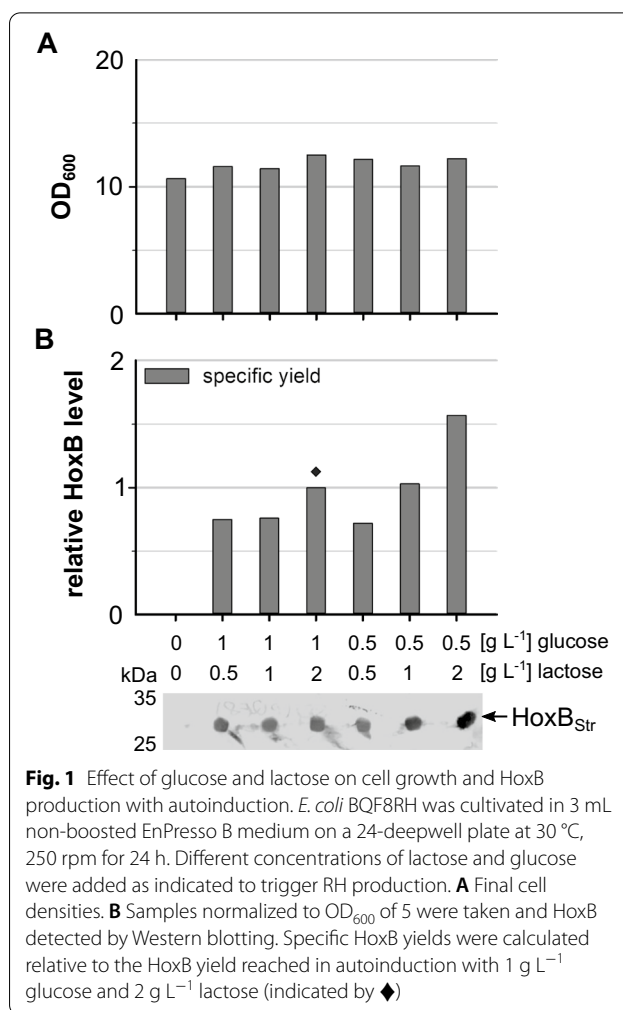 A
20
10
0
OD600
B
specific yield
2
1
0
relative HoxB level
0 1 1 1 0.5 0.5 0.5 [g L-1] glucose
kDa 0 0.5 1 2 0.5 1 2 [g L-1] lactose
35
25
HoxBStr
Fig. 1 Effect of glucose and lactose on cell growth and HoxB
production with autoinduction. E. coli BQF8RH was cultivated in 3 mL
non-boosted EnPresso B medium on a 24-deepwell plate at 30 °C,
250 rpm for 24 h. Different concentrations of lactose and glucose
were added as indicated to trigger RH production. A Final cell
densities. B Samples normalized to OD600 of 5 were taken and HoxB
detected by Western blotting. Specific HoxB yields were calculated
relative to the HoxB yield reached in autoinduction with 1 g L−1
glucose and 2 g L−1 lactose (indicated by ◆)